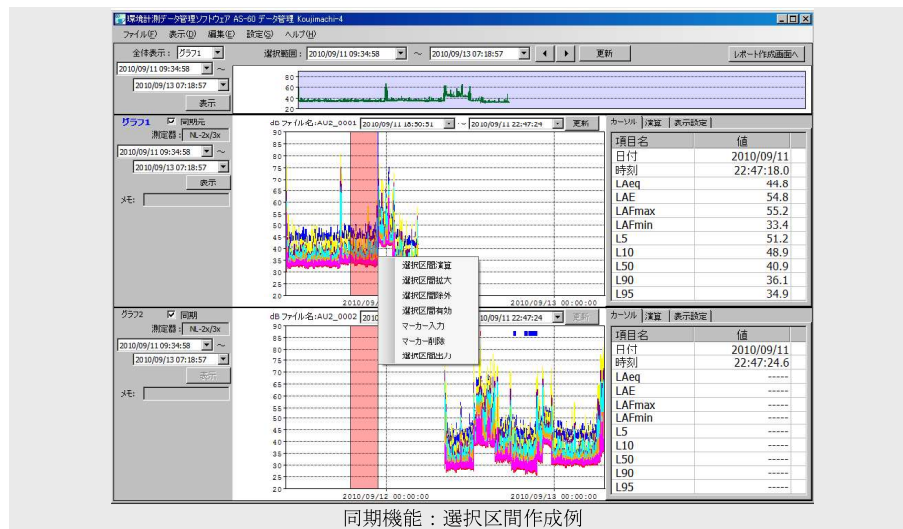 環境計測データ管理ソフトウェア AS-60 データ管理 Koujimachi-4
ファイル(F) 表示(D) 編集(E) 設定(S) ヘルプ(H)
全体表示： グラフ1 選択範囲： 2010/09/11 09:34:58 ～ 2010/09/13 07:18:57 更新 レポート作成画面へ
2010/09/11 09:34:58 ～
2010/09/13 07:18:57
表示
80
60
40
20
グラフ1 同期元
測定器： NL-2x/3x
2010/09/11 09:34:58 ～
2010/09/13 07:18:57
表示
メモ:
dB ファイル名:AU2_0001 2010/09/11 18:50:51 ～ 2010/09/11 22:47:24 更新
90
85
80
75
70
65
60
55
50
45
40
35
30
25
20
2010/09/
2010/09/13 00:00:00
カーソル 演算 表示設定
項目名 値
日付 2010/09/11
時刻 22:47:18.0
LAeq 44.8
LAE 54.8
LAFmax 55.2
LAFmin 33.4
L5 51.2
L10 48.9
L50 40.9
L90 36.1
L95 34.9
選択区間演算
選択区間拡大
選択区間除外
選択区間有効
マーカー入力
マーカー削除
選択区間出力
グラフ2 同期
測定器： NL-2x/3x
2010/09/11 09:34:58 ～
2010/09/13 07:18:57
表示
メモ:
dB ファイル名:AU2_0002 2010 09/11 22:47:24 更新
90
85
80
75
70
65
60
55
50
45
40
35
30
25
20
2010/09/12 00:00:00
2010/09/13 00:00:00
カーソル 演算 表示設定
項目名 値
日付 2010/09/11
時刻 22:47:24.6
LAeq -----
LAE -----
LAFmax -----
LAFmin -----
L5 -----
L10 -----
L50 -----
L90 -----
L95 -----
同期機能：選択区間作成例